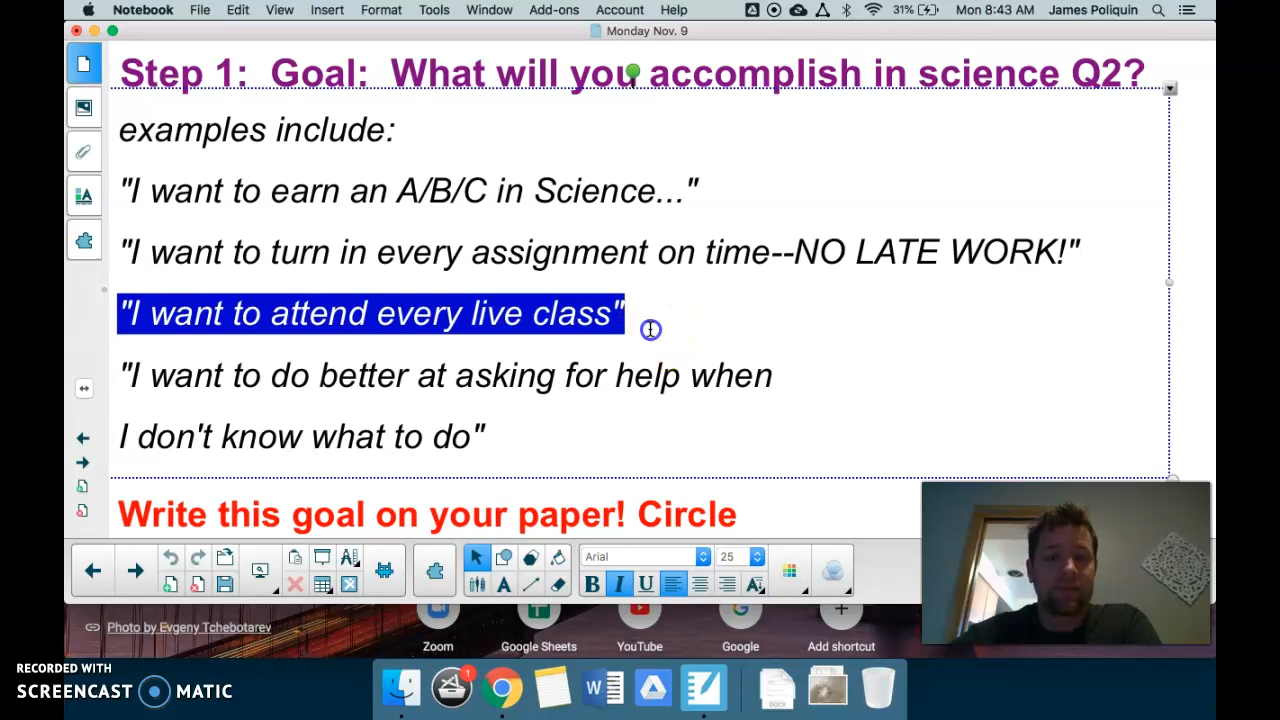 Notebook File Edit View Insert Format Tools Window Add-ons Account Help 31% Mon 8:43 AM James Poliquin
Monday Nov. 9
Step 1: Goal: What will you accomplish in science Q2?
examples include:
"I want to earn an A/B/C in Science..."
"I want to turn in every assignment on time--NO LATE WORK!"
"I want to attend every live class"
"I want to do better at asking for help when
I don't know what to do"
Write this goal on your paper! Circle
Arial 25
B I U
Photo by Evgeny Tchebotarev
Zoom Google Sheets YouTube Google Add shortcut
RECORDED WITH
SCREENCAST MATIC
1
W
DOCX